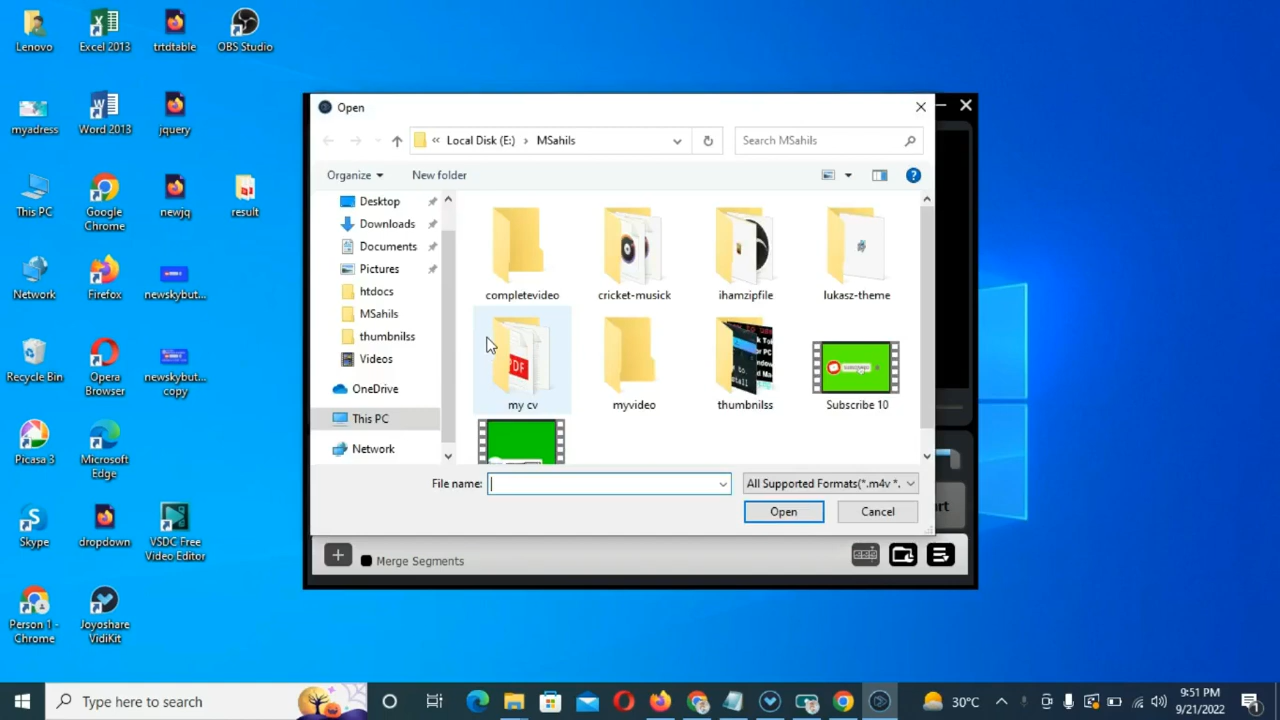 Lenovo
Excel 2013
trtdtable
OBS Studio
myadress
Word 2013
jquery
This PC
Google
Chrome
newjq
result
Network
Firefox
newskybut...
Recycle Bin
Opera
Browser
newskybut...
copy
Picasa 3
Microsoft
Edge
Skype
dropdown
VSDC Free
Video Editor
Person 1 -
Chrome
Joyoshare
VidiKit
Open
« Local Disk (E:) › MSahils
Search MSahils
Organize
New folder
Desktop
Downloads
Documents
Pictures
htdocs
MSahils
thumbnilss
Videos
OneDrive
This PC
Network
completevideo
cricket-musick
ihamzipfile
lukasz-theme
PDF
my cv
myvideo
thumbnilss
Subscribe 10
File name:
All Supported Formats(*.m4v *.
Open
Cancel
Merge Segments
Type here to search
30°C
9:51 PM
9/21/2022
1